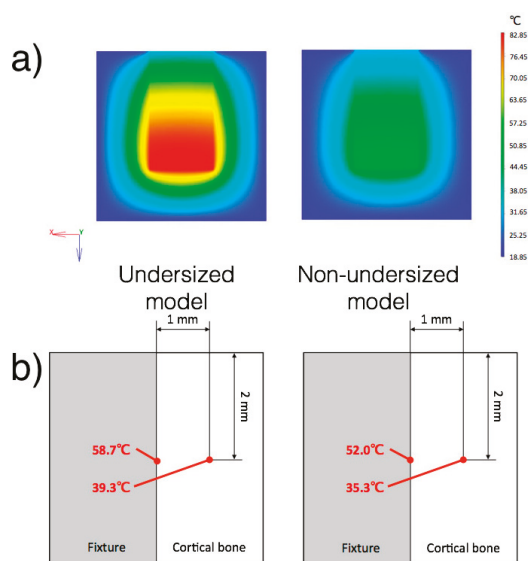 a)
℃
82.85
76.45
70.05
63.65
57.25
50.85
44.45
38.05
31.65
25.25
18.85
X
Y
Undersized
model
Non-undersized
model
b)
1 mm
2 mm
58.7℃
39.3℃
Fixture
Cortical bone
1 mm
2 mm
52.0℃
35.3℃
Fixture
Cortical bone